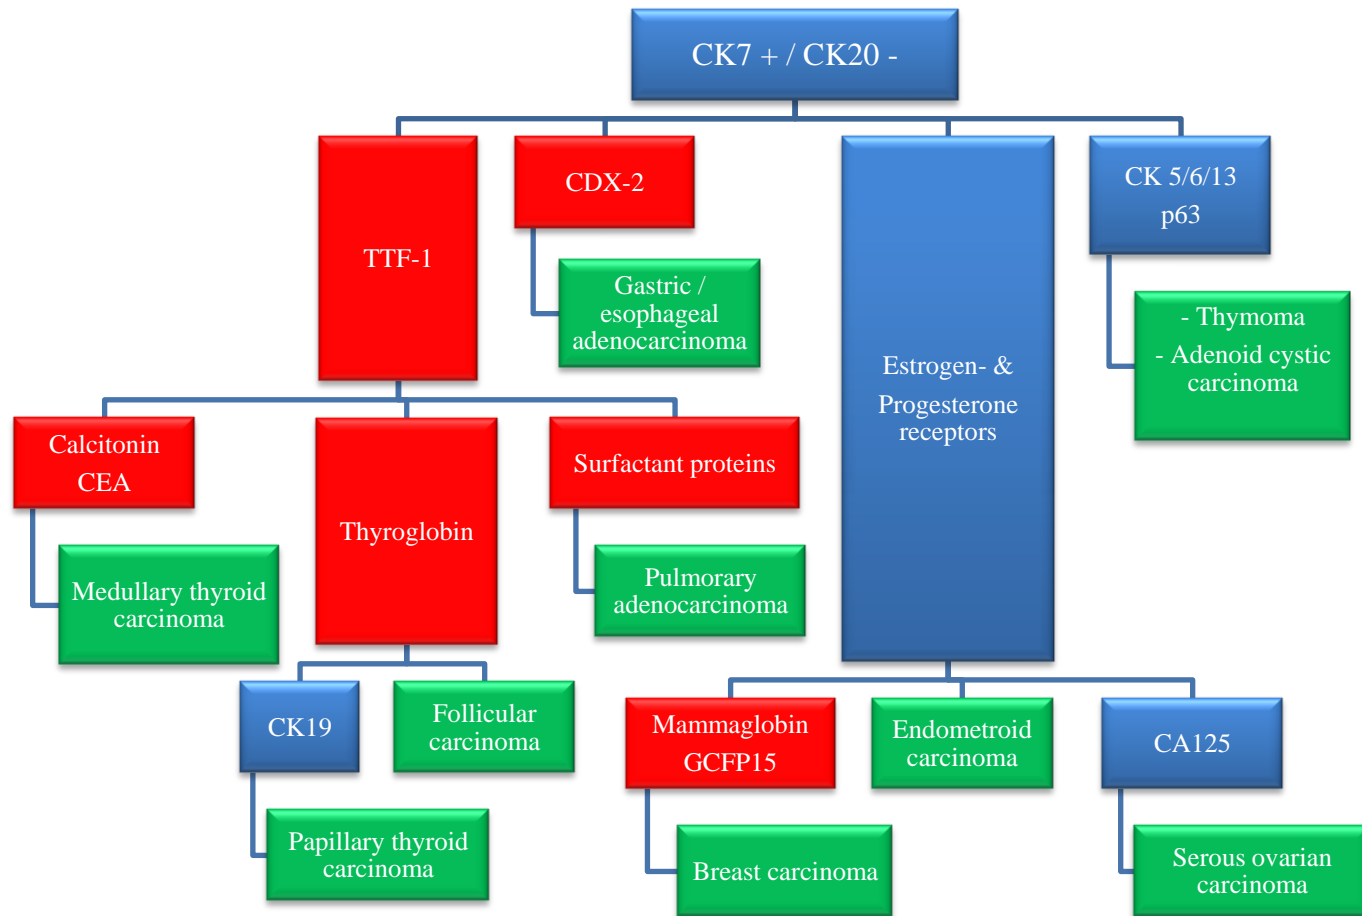 CK7 + / CK20 -
TTF-1
CDX-2
Gastric /
esophageal
adenocarcinoma
Estrogen- &
Progesterone
receptors
CK 5/6/13
p63
- Thymoma
- Adenoid cystic
carcinoma
Calcitonin
CEA
Medullary thyroid
carcinoma
Thyroglobin
Surfactant proteins
Pulmorary
adenocarcinoma
CK19
Papillary thyroid
carcinoma
Follicular
carcinoma
Mammaglobin
GCFP15
Breast carcinoma
Endometroid
carcinoma
CA125
Serous ovarian
carcinoma